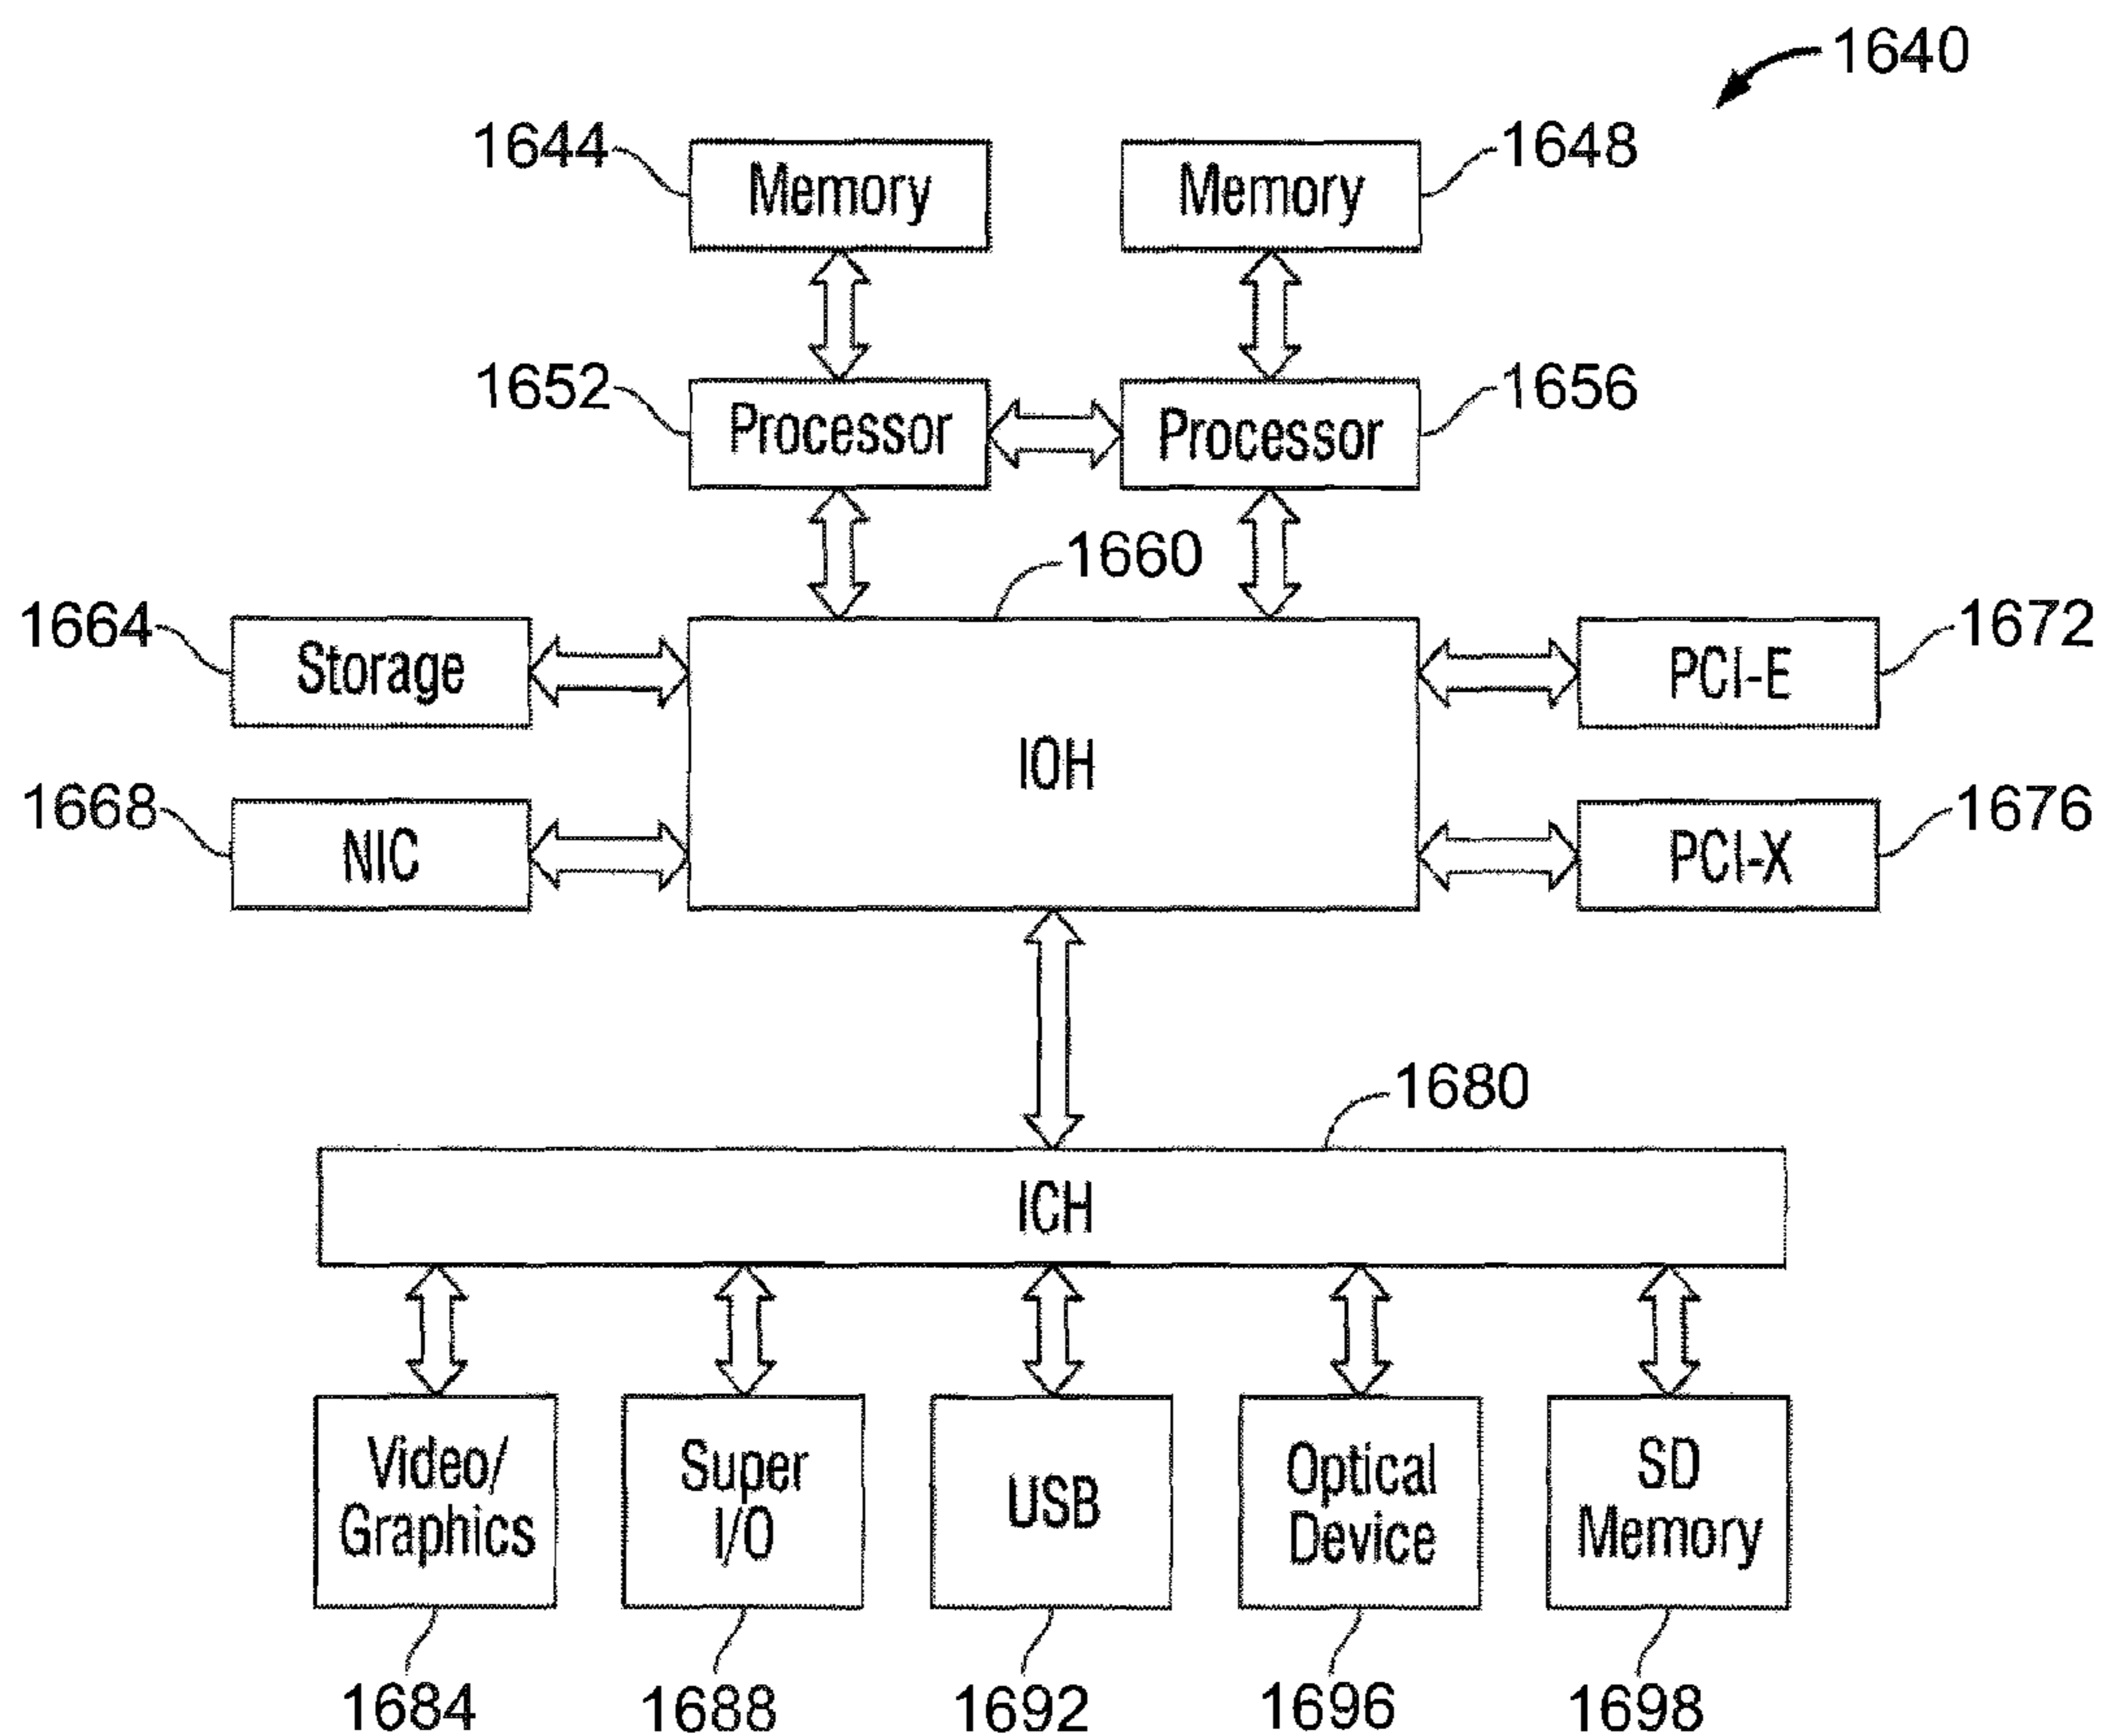 1640
1644
Memory
Memory
1648
1652
Processor
Processor
1656
1660
1664
Storage
PCI-E
1672
IOH
1668
NIC
PCI-X
1676
1680
ICH
Video/
Graphics
Super
I/O
USB
Optical
Device
SD
Memory
1684
1688
1692
1696
1698